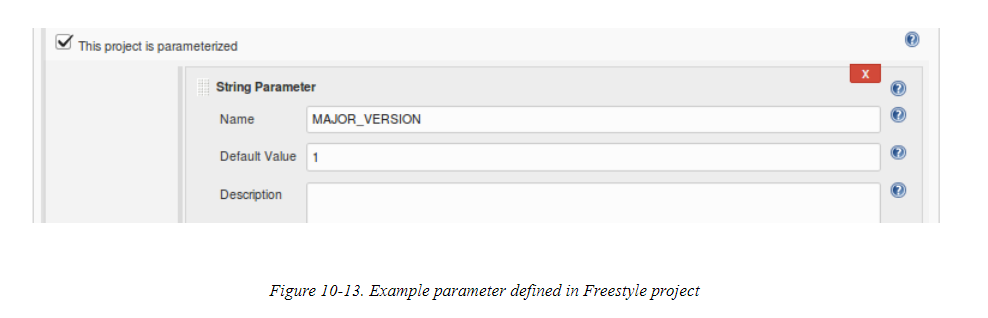 This project is parameterized
String Parameter
X
Name
MAJOR_VERSION
Default Value
1
Description
Figure 10-13. Example parameter defined in Freestyle project